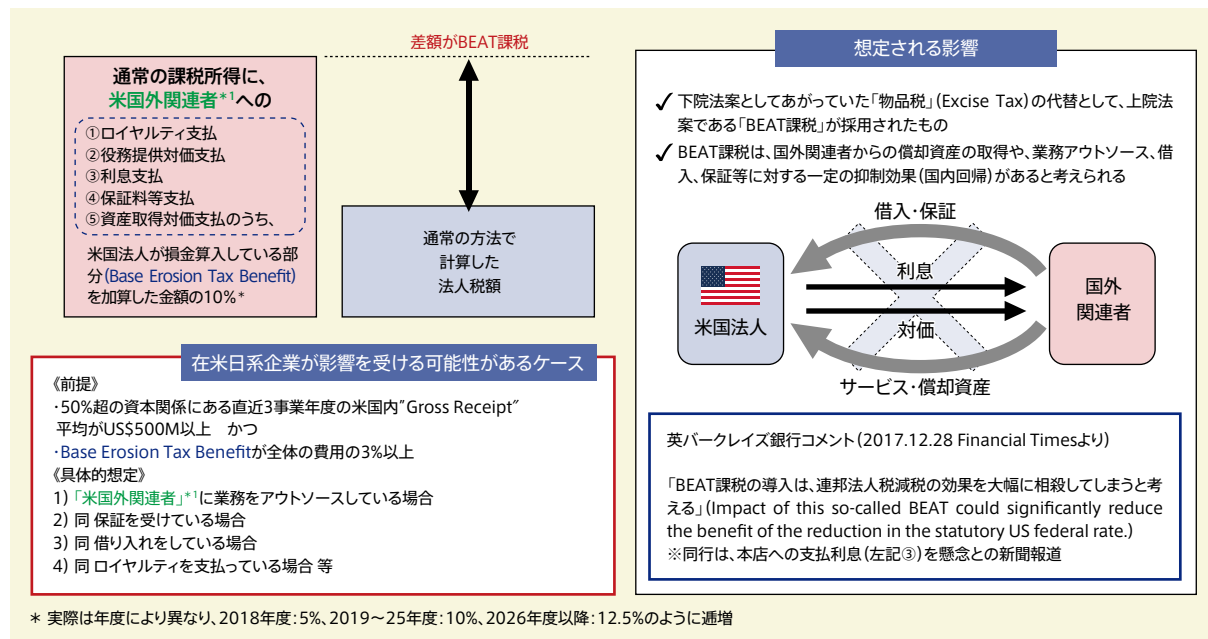 差額がBEAT課税
通常の課税所得に、
米国外関連者*1への
①ロイヤルティ支払
②役務提供対価支払
③利息支払
④保証料等支払
⑤資産取得対価支払のうち、
米国法人が損金算入している部
分(Base Erosion Tax Benefit)
を加算した金額の10%*
通常の方法で
計算した
法人税額
在米日系企業が影響を受ける可能性があるケース
《前提》
・50%超の資本関係にある直近3事業年度の米国内"Gross Receipt"
平均がUS$500M以上　かつ
・Base Erosion Tax Benefitが全体の費用の3%以上
《具体的想定》
1)「米国外関連者」*1に業務をアウトソースしている場合
2) 同 保証を受けている場合
3) 同 借り入れをしている場合
4) 同 ロイヤルティを支払っている場合 等
想定される影響
✓ 下院法案としてあがっていた「物品税」(Excise Tax)の代替として、上院法
案である「BEAT課税」が採用されたもの
✓ BEAT課税は、国外関連者からの償却資産の取得や、業務アウトソース、借
入、保証等に対する一定の抑制効果(国内回帰)があると考えられる
借入・保証
利息
米国法人
国外
関連者
対価
サービス・償却資産
英バークレイズ銀行コメント(2017.12.28 Financial Timesより)
「BEAT課税の導入は、連邦法人税減税の効果を大幅に相殺してしまうと考
える」(Impact of this so-called BEAT could significantly reduce
the benefit of the reduction in the statutory US federal rate.)
※同行は、本店への支払利息(左記③)を懸念との新聞報道
* 実際は年度により異なり、2018年度:5%、2019～25年度:10%、2026年度以降:12.5%のように逓増